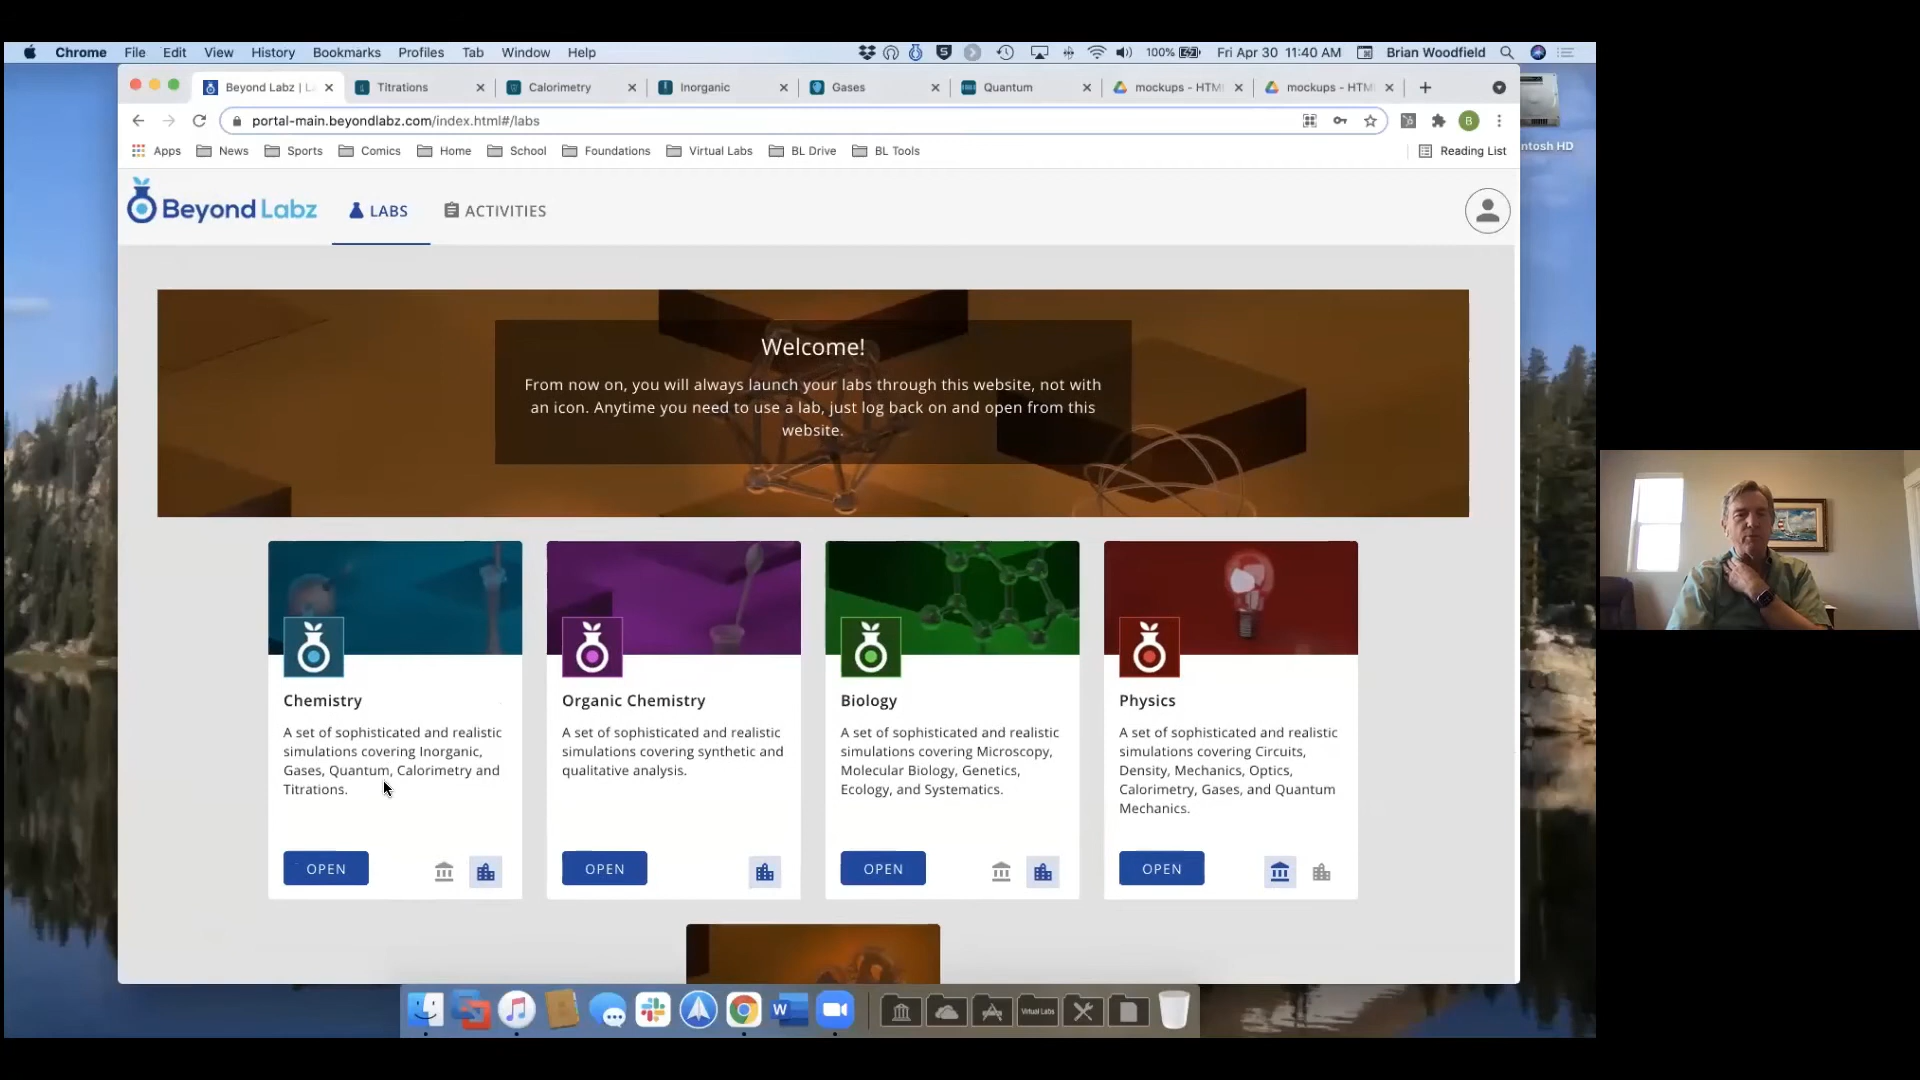 Chrome File Edit View History Bookmarks Profiles Tab Window Help 100% Fri Apr 30 11:40 AM Brian Woodfield
Beyond Labz | L Titrations Calorimetry Inorganic Gases Quantum mockups - HTM mockups - HTM
portal-main.beyondlabz.com/index.html#/labs
B
ntosh HD
Apps News Sports Comics Home School Foundations Virtual Labs BL Drive BL Tools Reading List
Beyond Labz LABS ACTIVITIES
Welcome!
From now on, you will always launch your labs through this website, not with
an icon. Anytime you need to use a lab, just log back on and open from this
website.
Chemistry
A set of sophisticated and realistic
simulations covering Inorganic,
Gases, Quantum, Calorimetry and
Titrations.
OPEN
Organic Chemistry
A set of sophisticated and realistic
simulations covering synthetic and
qualitative analysis.
OPEN
Biology
A set of sophisticated and realistic
simulations covering Microscopy,
Molecular Biology, Genetics,
Ecology, and Systematics.
OPEN
Physics
A set of sophisticated and realistic
simulations covering Circuits,
Density, Mechanics, Optics,
Calorimetry, Gases, and Quantum
Mechanics.
OPEN
W
Virtual Labs